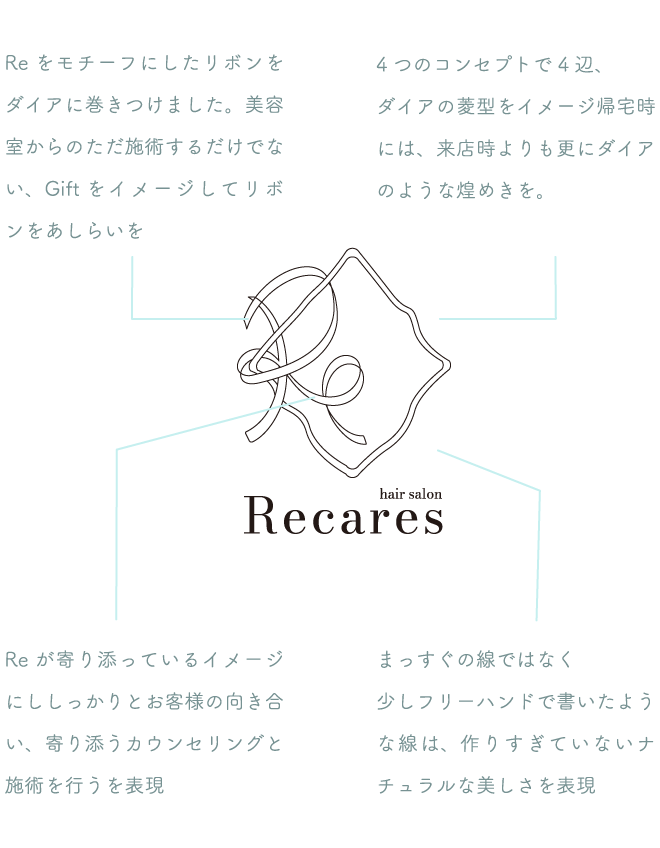 Re をモチーフにしたリボンを
ダイアに巻きつけました。美容
室からのただ施術するだけでな
い、Gift をイメージしてリボ
ンをあしらいを
4 つのコンセプトで 4 辺、
ダイアの菱型をイメージ帰宅時
には、来店時よりも更にダイア
のような煌めきを。
Re
hair salon
Recares
Re が寄り添っているイメージ
にししっかりとお客様の向き合
い、寄り添うカウンセリングと
施術を行うを表現
まっすぐの線ではなく
少しフリーハンドで書いたよう
な線は、作りすぎていないナ
チュラルな美しさを表現